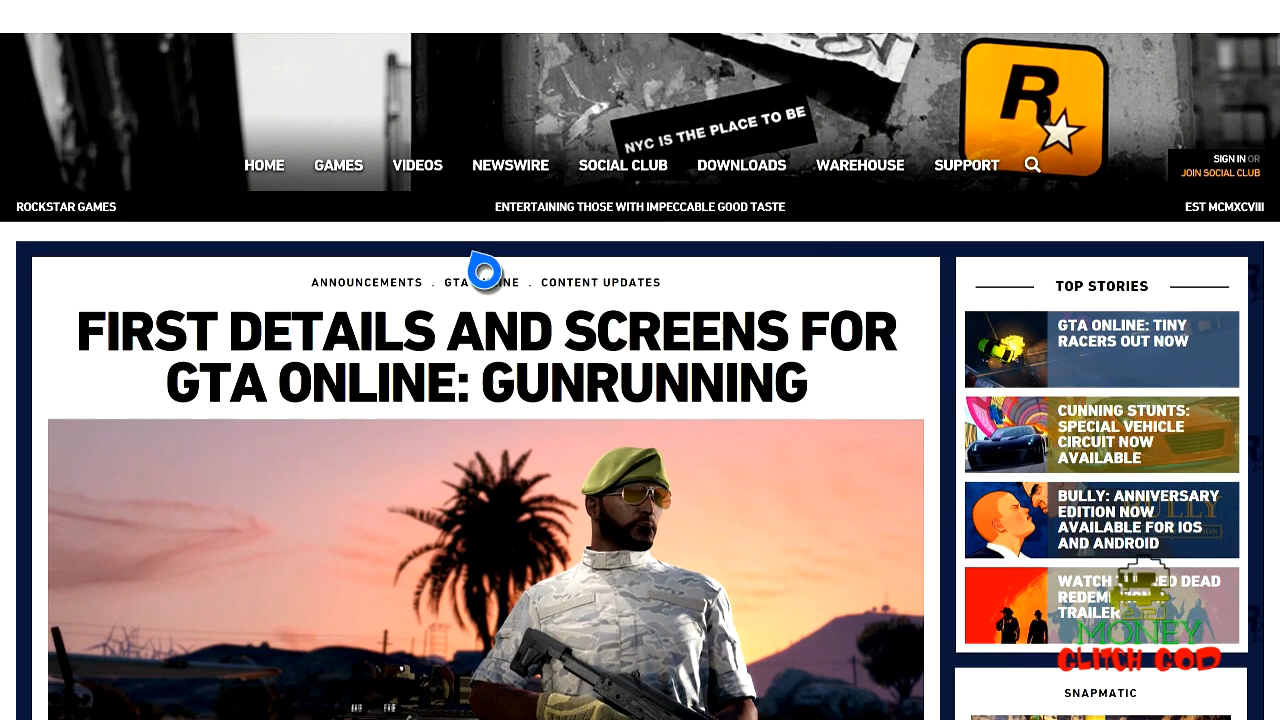 NYC IS THE PLACE TO BE
R
HOME GAMES VIDEOS NEWSWIRE SOCIAL CLUB DOWNLOADS WAREHOUSE SUPPORT
SIGN IN OR
JOIN SOCIAL CLUB
ROCKSTAR GAMES ENTERTAINING THOSE WITH IMPECCABLE GOOD TASTE EST MCMXCVIII
ANNOUNCEMENTS . GTA . CONTENT UPDATES
FIRST DETAILS AND SCREENS FOR
GTA ONLINE: GUNRUNNING
TOP STORIES
GTA ONLINE: TINY
RACERS OUT NOW
CUNNING STUNTS:
SPECIAL VEHICLE
CIRCUIT NOW
AVAILABLE
BULLY: ANNIVERSARY
EDITION NOW
AVAILABLE FOR IOS
AND ANDROID
WATCH RED DEAD
TRAILER
MONEY
GLITCH GOD
SNAPMATIC